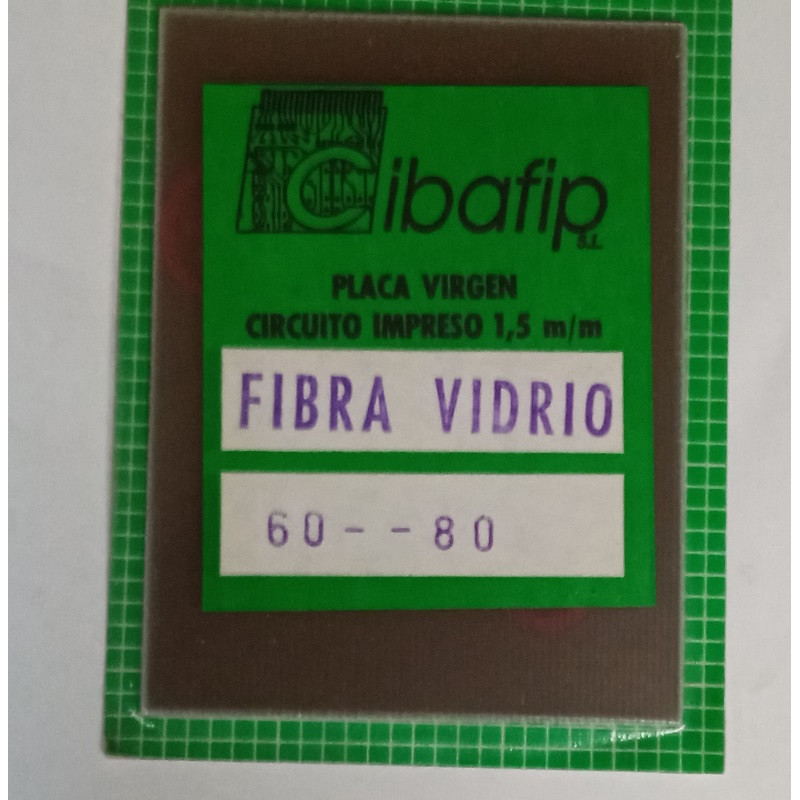 Cibafip
S.L.
PLACA VIRGEN
CIRCUITO IMPRESO 1,5 m/m
FIBRA VIDRIO
60--80